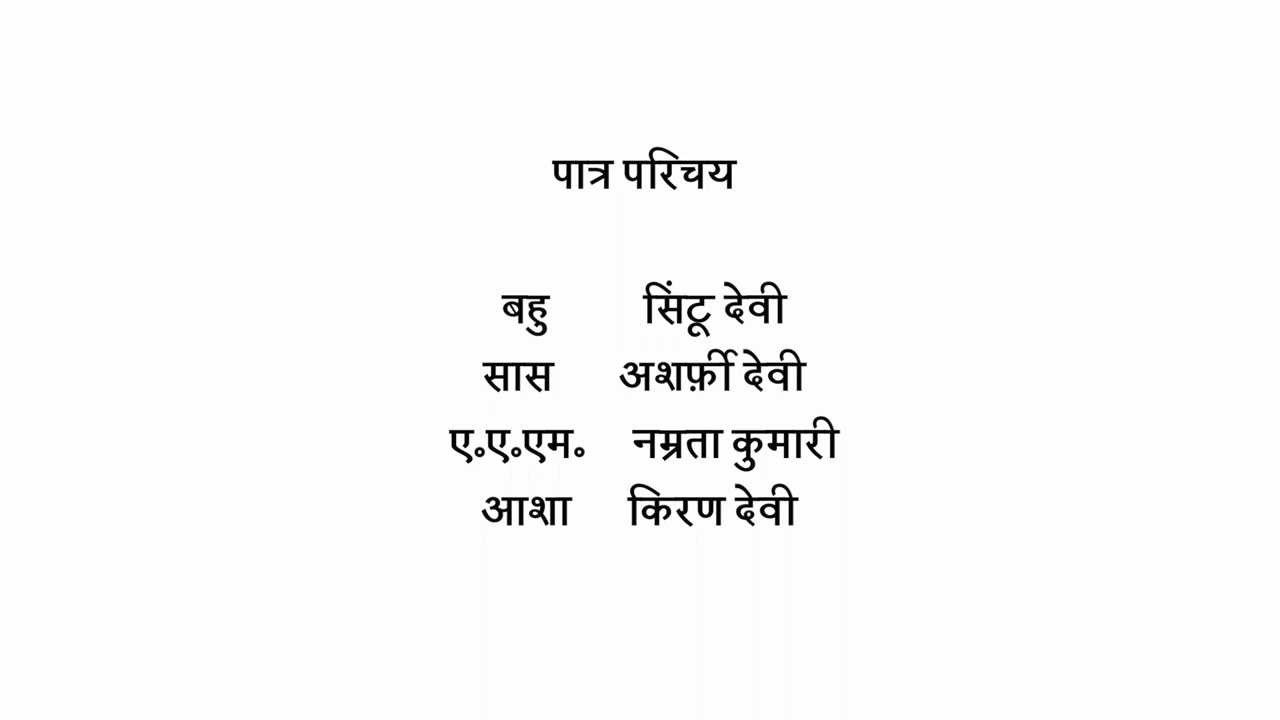 पात्र परिचय
बहु सिंटू देवी
सास अशर्फ़ी देवी
ए॰ए॰एम॰ नम्रता कुमारी
आशा किरण देवी